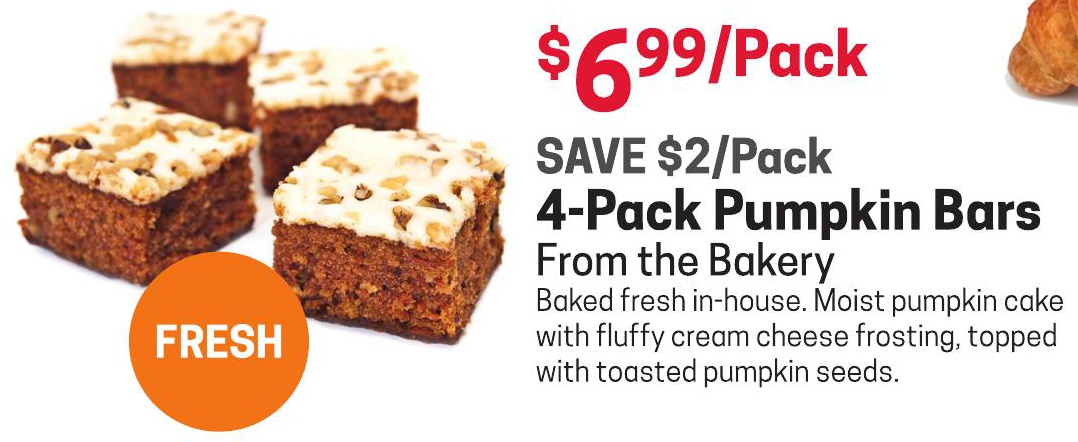 $6.99/Pack
SAVE $2/Pack
4-Pack Pumpkin Bars
From the Bakery
Baked fresh in-house. Moist pumpkin cake
with fluffy cream cheese frosting, topped
with toasted pumpkin seeds.
FRESH